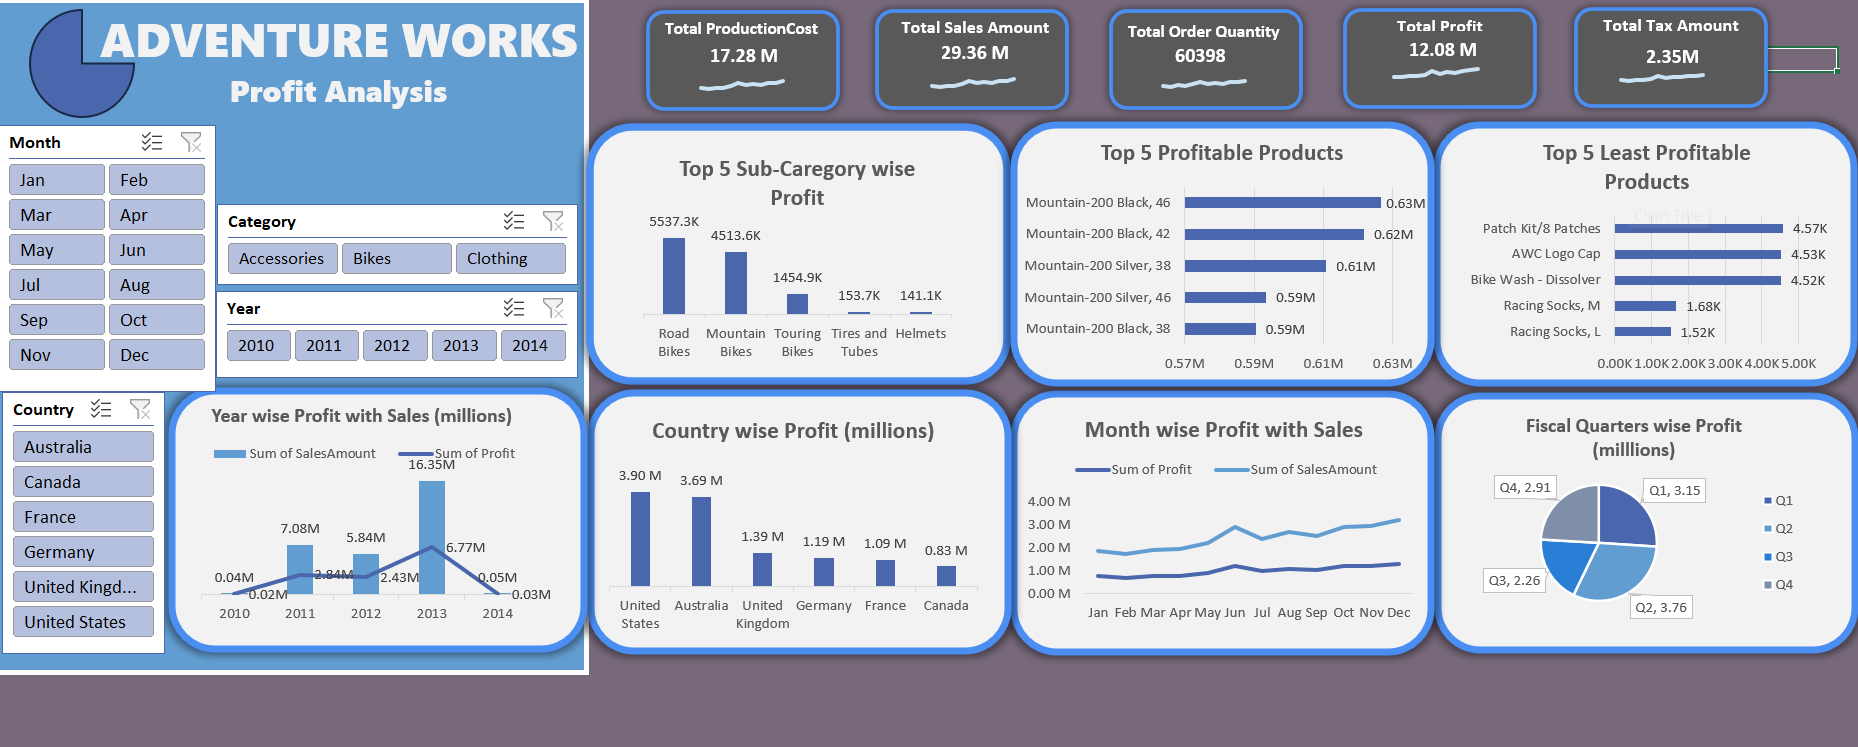 ADVENTURE WORKS
Profit Analysis
Total ProductionCost
17.28 M
Total Sales Amount
29.36 M
Total Order Quantity
60398
Total Profit
12.08 M
Total Tax Amount
2.35M
Month
Jan Feb
Mar Apr
May Jun
Jul Aug
Sep Oct
Nov Dec
Category
Accessories Bikes Clothing
Year
2010 2011 2012 2013 2014
Country
Australia
Canada
France
Germany
United Kingd...
United States
Top 5 Sub-Caregory wise
Profit
5537.3K
4513.6K
1454.9K
153.7K
141.1K
Road
Bikes
Mountain
Bikes
Touring
Bikes
Tires and
Tubes
Helmets
Top 5 Profitable Products
Mountain-200 Black, 46 0.63M
Mountain-200 Black, 42 0.62M
Mountain-200 Silver, 38 0.61M
Mountain-200 Silver, 46 0.59M
Mountain-200 Black, 38 0.59M
0.57M 0.59M 0.61M 0.63M
Top 5 Least Profitable
Products
Chart Title
Patch Kit/8 Patches 4.57K
AWC Logo Cap 4.53K
Bike Wash - Dissolver 4.52K
Racing Socks, M 1.68K
Racing Socks, L 1.52K
0.00K 1.00K 2.00K 3.00K 4.00K 5.00K
Year wise Profit with Sales (millions)
Sum of SalesAmount Sum of Profit
16.35M
7.08M
5.84M
6.77M
0.04M
2.84M
2.43M
0.05M
0.02M
0.03M
2010 2011 2012 2013 2014
Country wise Profit (millions)
3.90 M
3.69 M
1.39 M
1.19 M
1.09 M
0.83 M
United
States
Australia
United
Kingdom
Germany
France
Canada
Month wise Profit with Sales
Sum of Profit Sum of SalesAmount
4.00 M
3.00 M
2.00 M
1.00 M
0.00 M
Jan Feb Mar Apr May Jun Jul Aug Sep Oct Nov Dec
Fiscal Quarters wise Profit
(milllions)
Q4, 2.91
Q1, 3.15
Q3, 2.26
Q2, 3.76
Q1
Q2
Q3
Q4